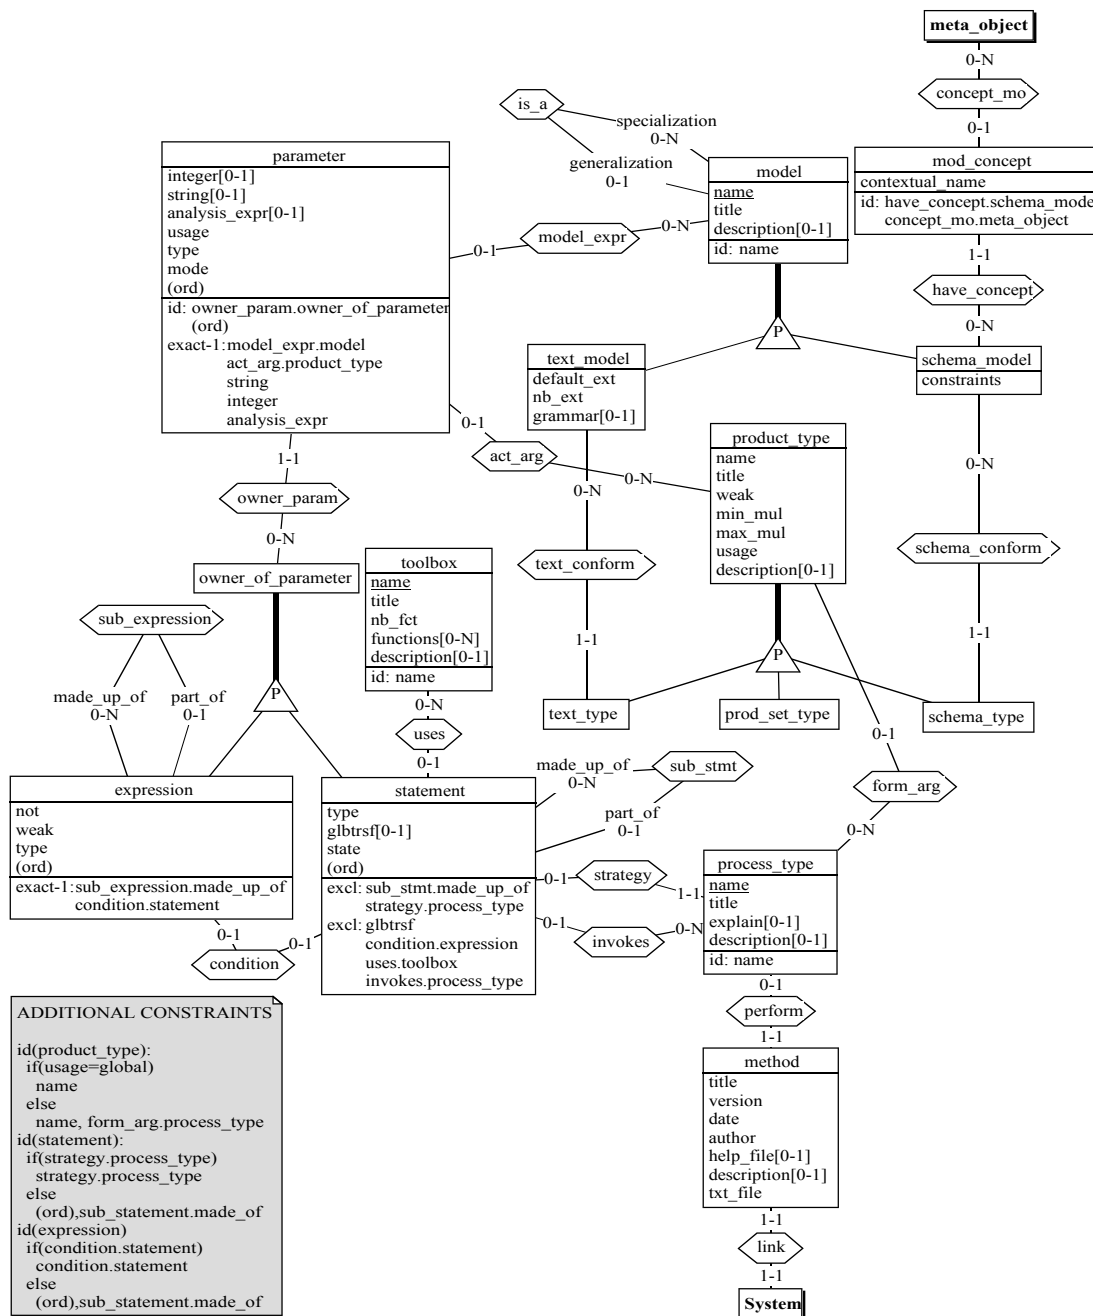 meta_object
0-N
concept_mo
0-1
is_a
specialization
0-N
generalization
0-1
parameter
integer[0-1]
string[0-1]
analysis_expr[0-1]
usage
type
mode
(ord)
id: owner_param.owner_of_parameter
(ord)
exact-1: model_expr.model
act_arg.product_type
string
integer
analysis_expr
model
name
title
description[0-1]
id: name
mod_concept
contextual_name
id: have_concept.schema_mode
concept_mo.meta_object
0-1
model_expr
0-N
1-1
have_concept
0-N
P
text_model
default_ext
nb_ext
grammar[0-1]
schema_model
constraints
0-1
act_arg
0-N
product_type
name
title
weak
min_mul
max_mul
usage
description[0-1]
1-1
owner_param
0-N
owner_of_parameter
0-N
text_conform
1-1
0-N
schema_conform
1-1
toolbox
name
title
nb_fct
functions[0-N]
description[0-1]
id: name
sub_expression
made_up_of
0-N
part_of
0-1
P
P
text_type
prod_set_type
schema_type
0-N
uses
0-1
0-1
form_arg
0-N
expression
not
weak
type
(ord)
exact-1: sub_expression.made_up_of
condition.statement
statement
type
glbtrsf[0-1]
state
(ord)
excl: sub_stmt.made_up_of
strategy.process_type
excl: glbtrsf
condition.expression
uses.toolbox
invokes.process_type
made_up_of
0-N
sub_stmt
part_of
0-1
0-1
strategy
1-1
0-1
invokes
0-N
process_type
name
title
explain[0-1]
description[0-1]
id: name
0-1
condition
0-1
0-1
perform
1-1
method
title
version
date
author
help_file[0-1]
description[0-1]
txt_file
1-1
link
1-1
System
ADDITIONAL CONSTRAINTS
id(product_type):
if(usage=global)
name
else
name, form_arg.process_type
id(statement):
if(strategy.process_type)
strategy.process_type
else
(ord),sub_statement.made_of
id(expression)
if(condition.statement)
condition.statement
else
(ord),sub_statement.made_of